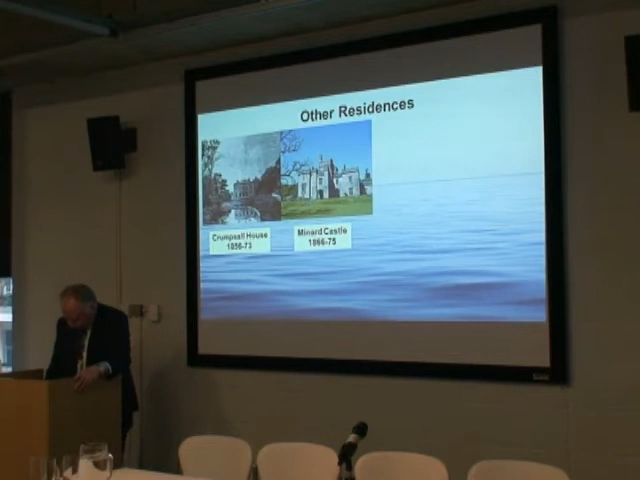 Other Residences
Crumpsall House
1856-73
Minard Castle
1866-75